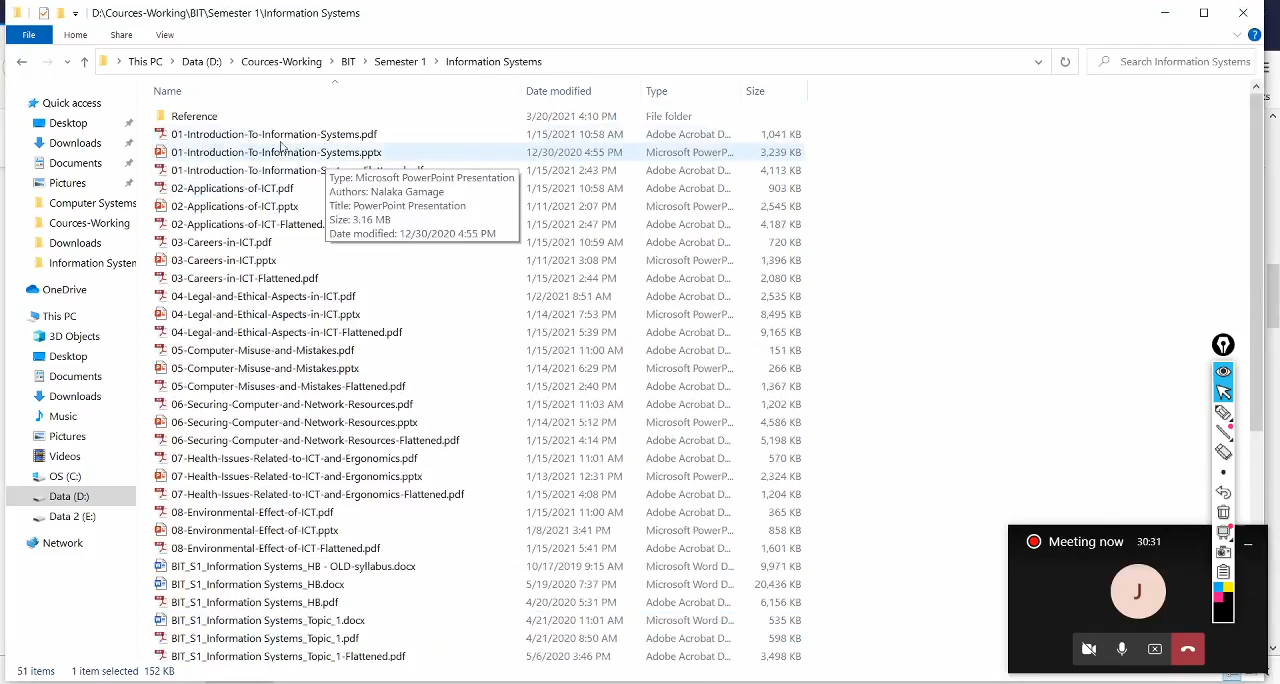 D:\Cources-Working\BIT\Semester 1\Information Systems
File Home Share View
This PC Data (D:) Cources-Working BIT Semester 1 Information Systems Search Information Systems
Name Date modified Type Size
Quick access
Desktop
Downloads
Documents
Pictures
Computer Systems
Cources-Working
Downloads
Information System
OneDrive
This PC
3D Objects
Desktop
Documents
Downloads
Music
Pictures
Videos
OS (C:)
Data (D:)
Data 2 (E:)
Network
Reference 3/20/2021 4:10 PM File folder
01-Introduction-To-Information-Systems.pdf 1/15/2021 10:58 AM Adobe Acrobat D... 1,041 KB
01-Introduction-To-Information-Systems.pptx 12/30/2020 4:55 PM Microsoft PowerP... 3,239 KB
01-Introduction-To-Information-S 1/15/2021 2:43 PM Adobe Acrobat D... 4,113 KB
02-Applications-of-ICT.pdf 1/15/2021 10:58 AM Adobe Acrobat D... 903 KB
02-Applications-of-ICT.pptx 1/11/2021 2:07 PM Microsoft PowerP... 2,545 KB
02-Applications-of-ICT-Flattened. 1/15/2021 2:47 PM Adobe Acrobat D... 4,187 KB
03-Careers-in-ICT.pdf 1/15/2021 10:59 AM Adobe Acrobat D... 720 KB
03-Careers-in-ICT.pptx 1/11/2021 3:08 PM Microsoft PowerP... 1,396 KB
03-Careers-in-ICT-Flattened.pdf 1/15/2021 2:44 PM Adobe Acrobat D... 2,080 KB
04-Legal-and-Ethical-Aspects-in-ICT.pdf 1/2/2021 8:51 AM Adobe Acrobat D... 2,535 KB
04-Legal-and-Ethical-Aspects-in-ICT.pptx 1/14/2021 7:53 PM Microsoft PowerP... 8,495 KB
04-Legal-and-Ethical-Aspects-in-ICT-Flattened.pdf 1/15/2021 5:39 PM Adobe Acrobat D... 9,165 KB
05-Computer-Misuse-and-Mistakes.pdf 1/15/2021 11:00 AM Adobe Acrobat D... 151 KB
05-Computer-Misuse-and-Mistakes.pptx 1/14/2021 6:29 PM Microsoft PowerP... 266 KB
05-Computer-Misuses-and-Mistakes-Flattened.pdf 1/15/2021 2:40 PM Adobe Acrobat D... 1,367 KB
06-Securing-Computer-and-Network-Resources.pdf 1/15/2021 11:03 AM Adobe Acrobat D... 1,202 KB
06-Securing-Computer-and-Network-Resources.pptx 1/14/2021 5:12 PM Microsoft PowerP... 4,586 KB
06-Securing-Computer-and-Network-Resources-Flattened.pdf 1/15/2021 4:14 PM Adobe Acrobat D... 5,198 KB
07-Health-Issues-Related-to-ICT-and-Ergonomics.pdf 1/15/2021 11:01 AM Adobe Acrobat D... 570 KB
07-Health-Issues-Related-to-ICT-and-Ergonomics.pptx 1/13/2021 12:31 PM Microsoft PowerP... 2,324 KB
07-Health-Issues-Related-to-ICT-and-Ergonomics-Flattened.pdf 1/15/2021 4:08 PM Adobe Acrobat D... 1,204 KB
08-Environmental-Effect-of-ICT.pdf 1/15/2021 11:00 AM Adobe Acrobat D... 365 KB
08-Environmental-Effect-of-ICT.pptx 1/8/2021 3:41 PM Microsoft PowerP... 858 KB
08-Environmental-Effect-of-ICT-Flattened.pdf 1/15/2021 5:41 PM Adobe Acrobat D... 1,601 KB
BIT_S1_Information Systems_HB - OLD-syllabus.docx 10/17/2019 9:15 AM Microsoft Word D... 9,971 KB
BIT_S1_Information Systems_HB.docx 5/19/2020 7:37 PM Microsoft Word D... 20,436 KB
BIT_S1_Information Systems_HB.pdf 4/20/2020 5:31 PM Adobe Acrobat D... 6,156 KB
BIT_S1_Information Systems_Topic_1.docx 4/21/2020 11:01 AM Microsoft Word D... 535 KB
BIT_S1_Information Systems_Topic_1.pdf 4/21/2020 8:50 AM Adobe Acrobat D... 598 KB
BIT_S1_Information Systems_Topic_1-Flattened.pdf 5/6/2020 3:46 PM Adobe Acrobat D... 3,498 KB
Type: Microsoft PowerPoint Presentation
Authors: Nalaka Gamage
Title: PowerPoint Presentation
Size: 3.16 MB
Date modified: 12/30/2020 4:55 PM
Meeting now 30:31
J
51 items 1 item selected 152 KB